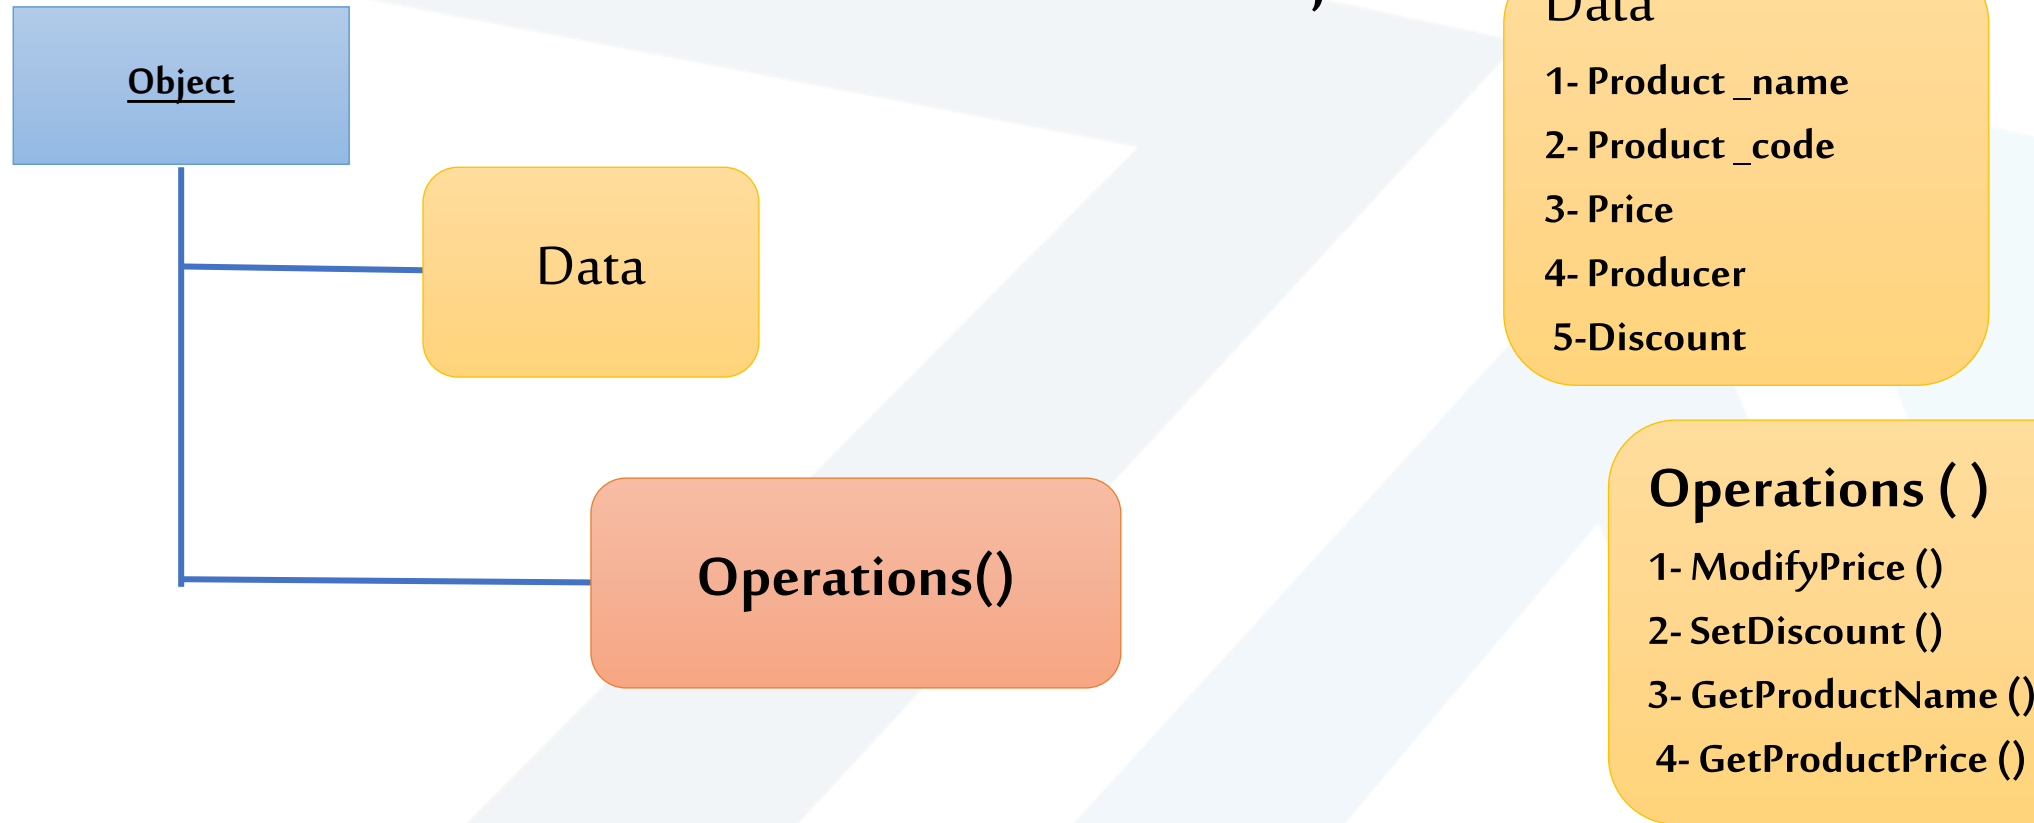 Object
Data
Operations()
Data
1- Product _name
2- Product _code
3- Price
4- Producer
5-Discount
Operations ( )
1- ModifyPrice ()
2- SetDiscount ()
3- GetProductName ()
4- GetProductPrice ()